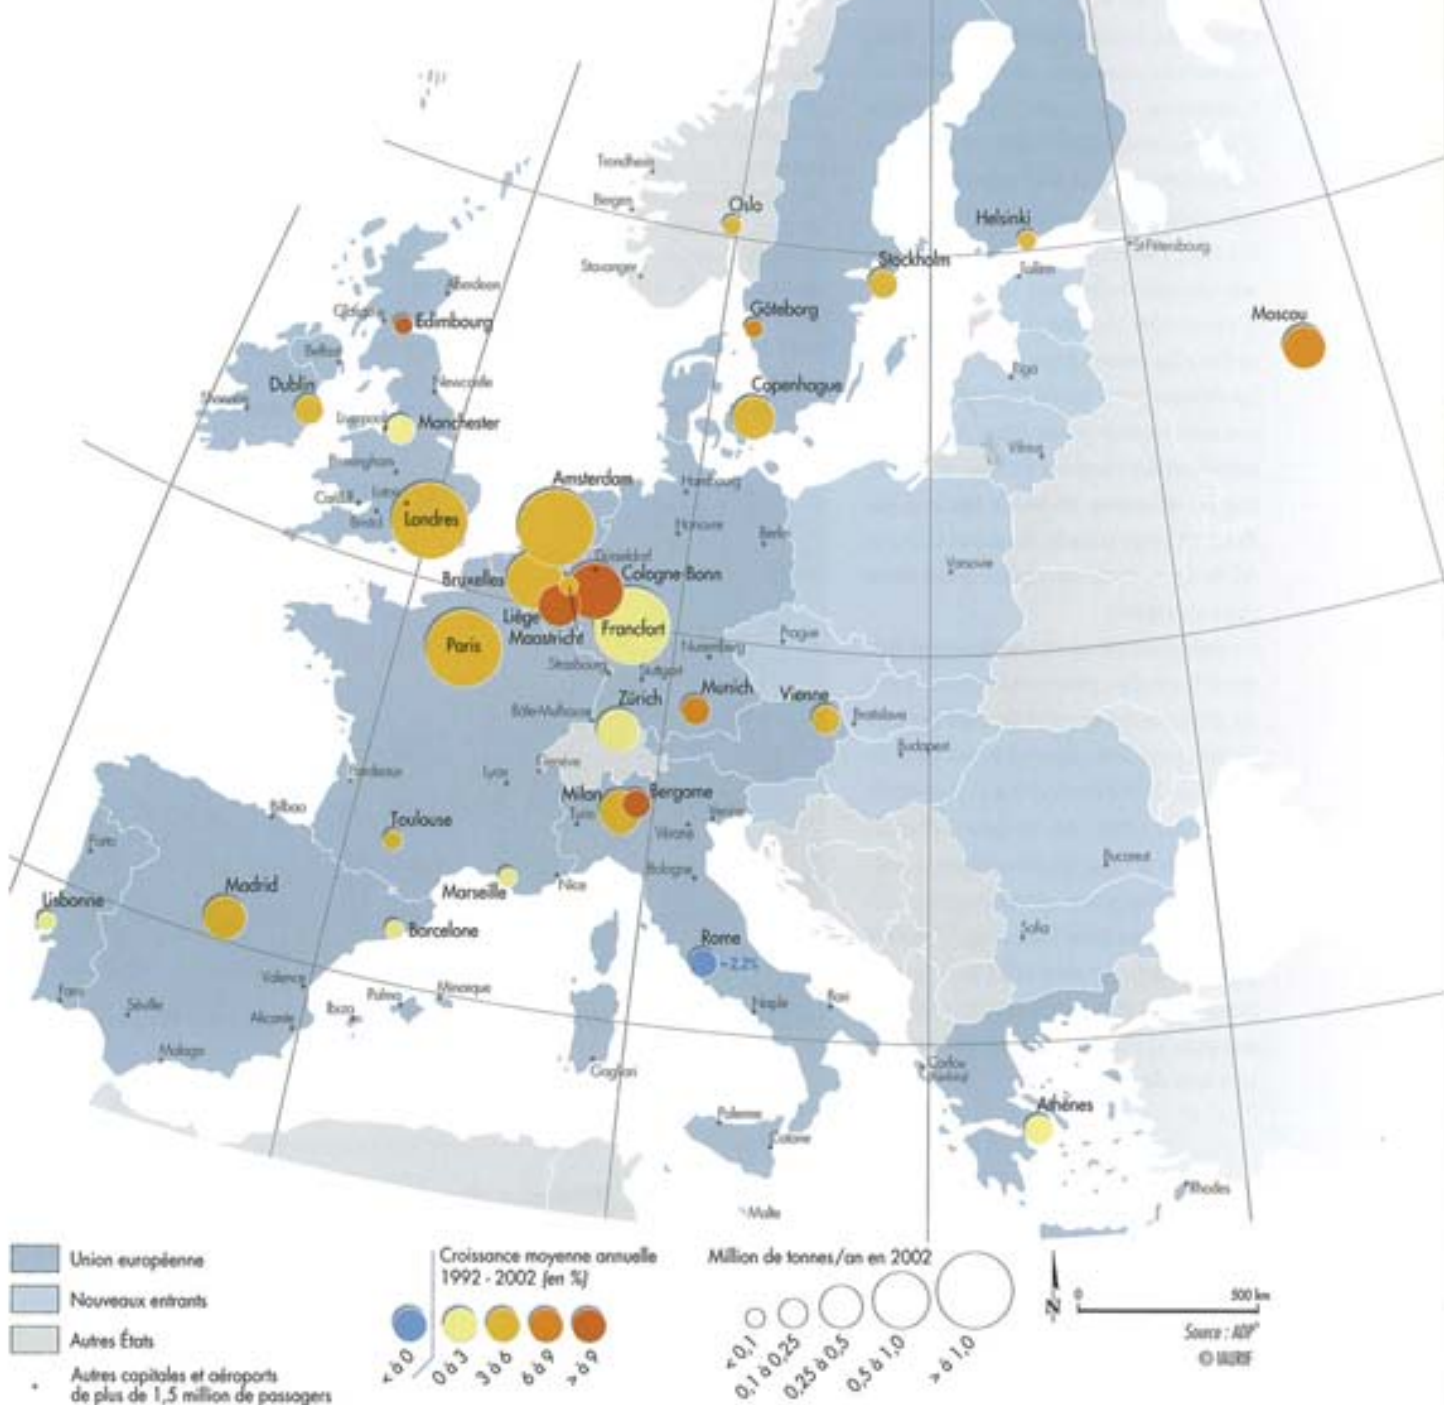 Trondheim
Bergen
Oslo
Helsinki
St Pétersbourg
Stavanger
Stockholm
Tallinn
Aberdeen
Göteborg
Moscou
Edimbourg
Belfast
Riga
Dublin
Newcastle
Copenhague
Shannon
Liverpool
Manchester
Vilnius
Birmingham
Amsterdam
Hambourg
Cardiff
Londres
Bristol
Hanovre
Berlin
Düsseldorf
Varsovie
Bruxelles
Cologne-Bonn
Liège
Maastricht
Francfort
Prague
Paris
Nuremberg
Strasbourg
Stuttgart
Zürich
Munich
Vienne
Bâle-Mulhouse
Bratislava
Budapest
Genève
Bordeaux
Lyon
Milan
Bergame
Bilbao
Toulouse
Turin
Venise
Vérone
Porto
Bucarest
Bologne
Madrid
Marseille
Nice
Lisbonne
Barcelone
Sofia
Rome
-2,2%
Valence
Minorque
Faro
Séville
Palma
Ibiza
Naple
Bari
Alicante
Malaga
Corfou
Cagliari
Athènes
Palerme
Catane
Rhodes
Malte
Union européenne
Nouveaux entrants
Autres États
Autres capitales et aéroports
de plus de 1,5 million de passagers
Croissance moyenne annuelle
1992 - 2002 (en %)
< à 0
0 à 3
3 à 6
6 à 9
> à 9
Million de tonnes/an en 2002
< 0,1
0,1 à 0,25
0,25 à 0,5
0,5 à 1,0
> à 1,0
N
0
500 km
Source : ADP
© IAURIF